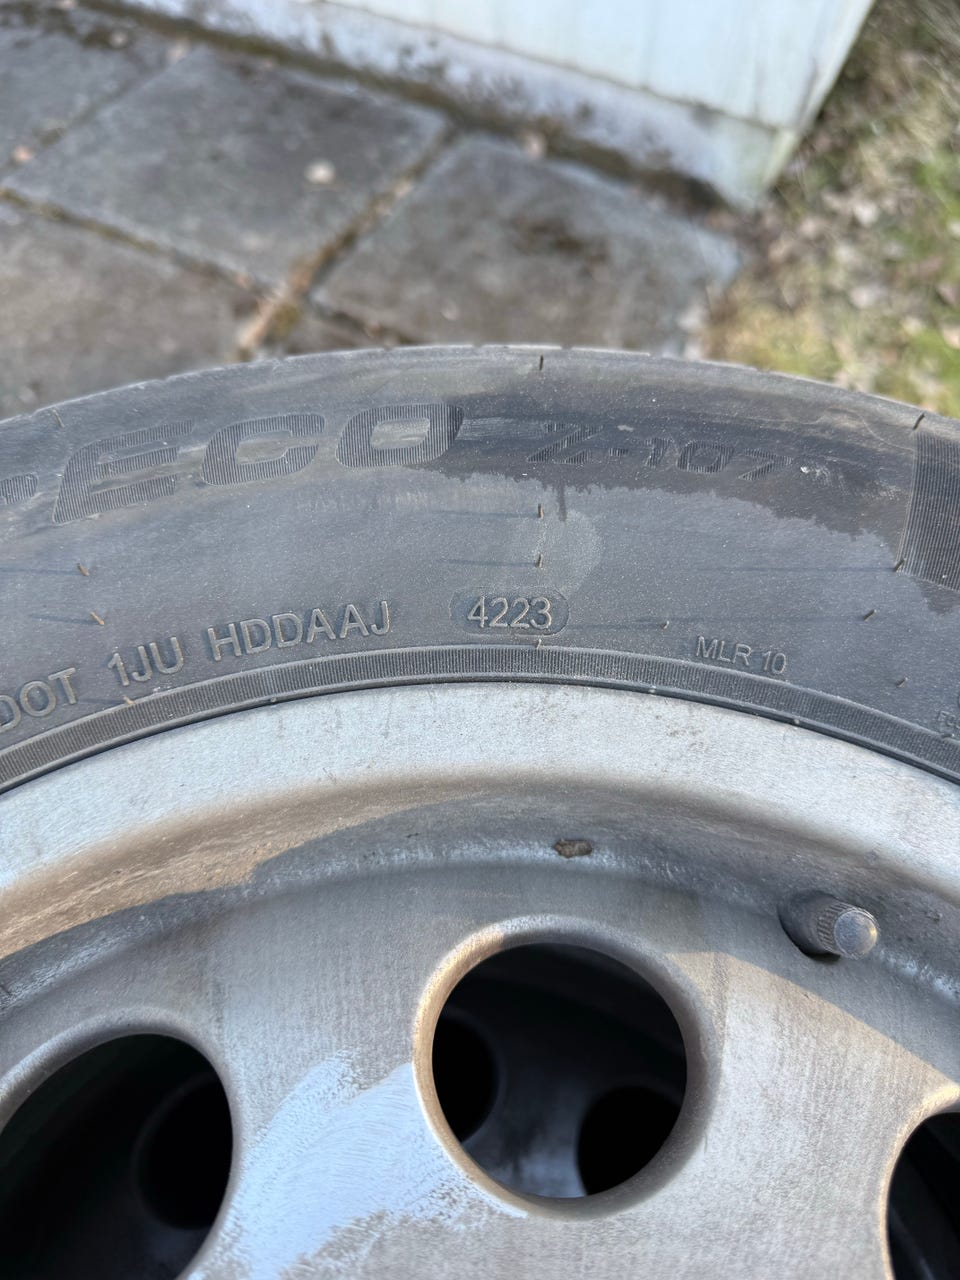 ECO Z-107
DOT 1JU HDDAAJ 4223 MLR 10